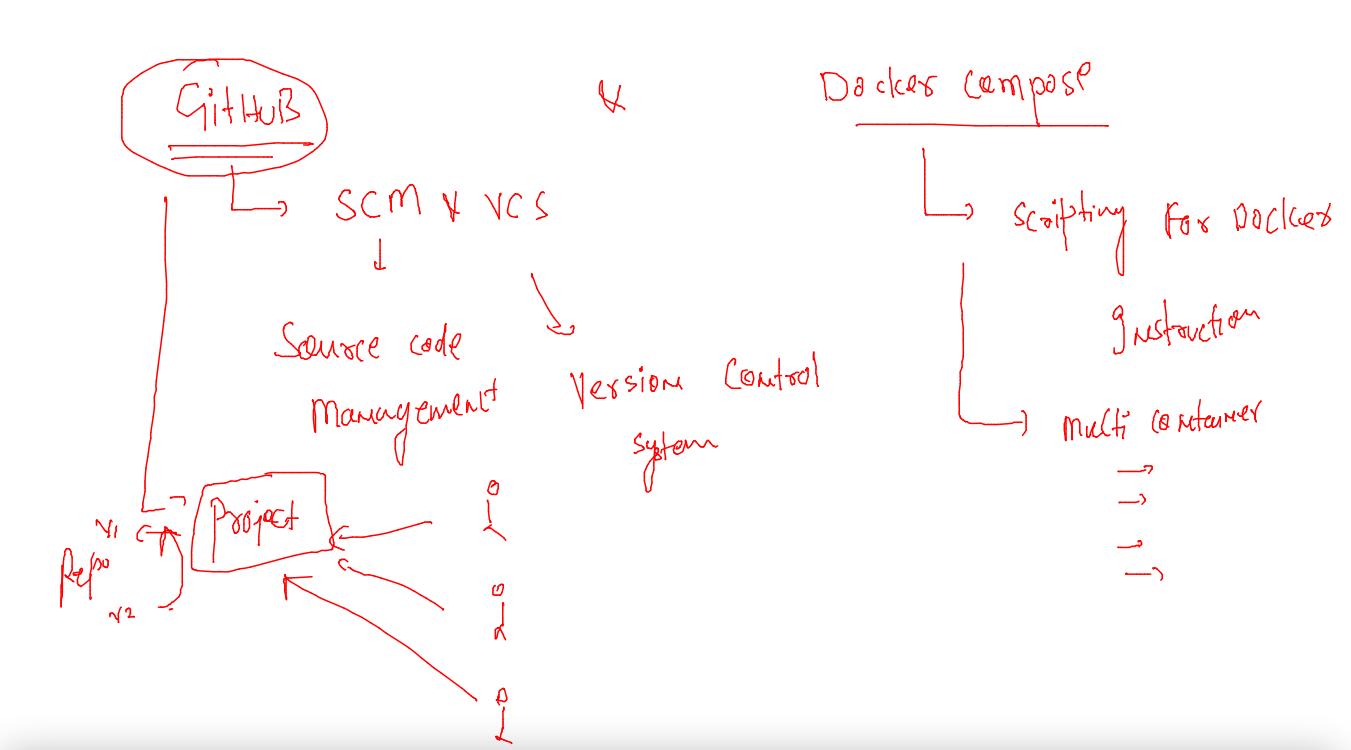 GitHuB
&
Docker Compose
SCM & VCS
Scripting For Docker
Instruction
Source code
Management
Version Control
System
Multi container
Project
V1
Repo
V2